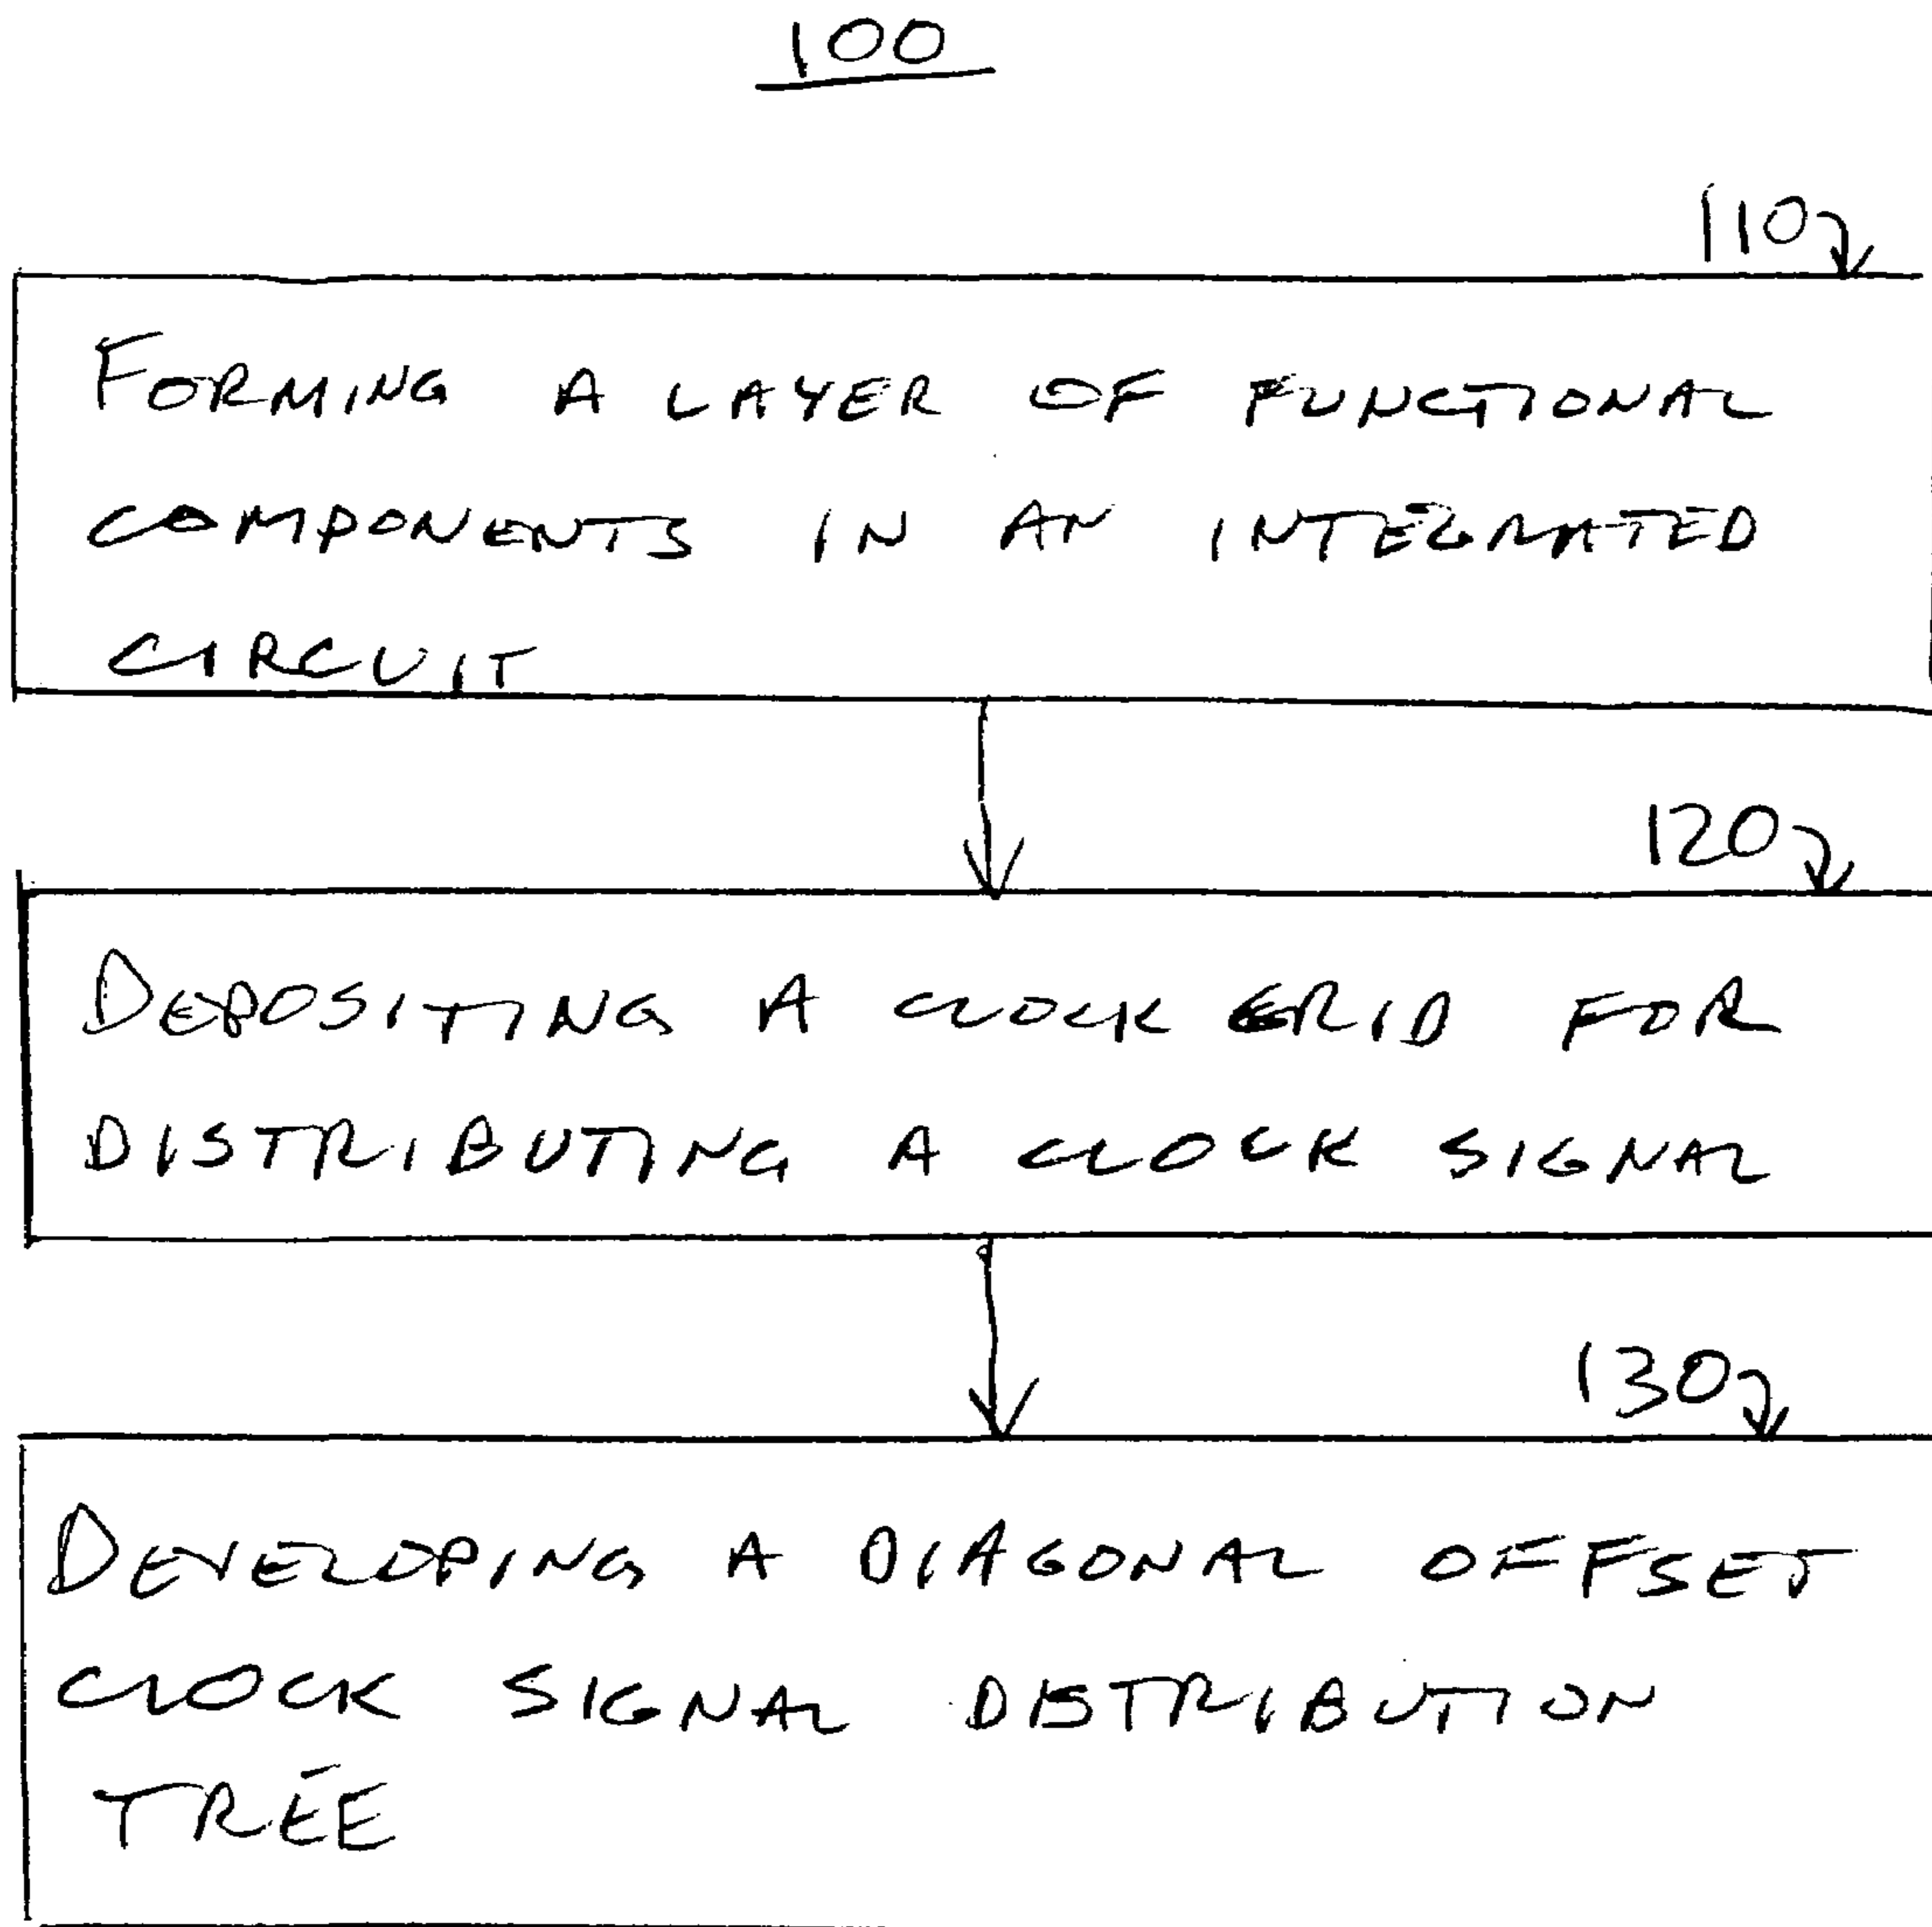 100
110
FORMING A LAYER OF FUNCTIONAL
COMPONENTS IN AN INTEGRATED
CIRCUIT
120
DEPOSITING A CLOCK GRID FOR
DISTRIBUTING A CLOCK SIGNAL
130
DEVELOPING A DIAGONAL OFFSET
CLOCK SIGNAL DISTRIBUTION
TREE